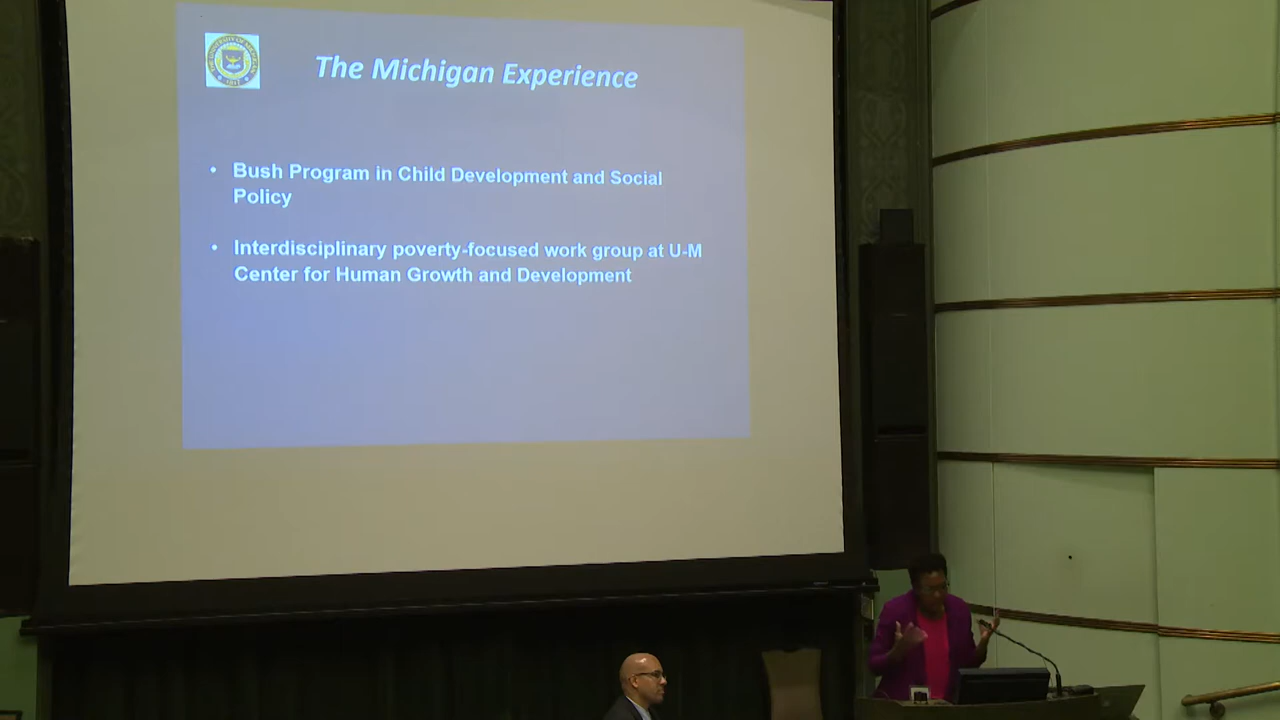 The Michigan Experience
• Bush Program in Child Development and Social
Policy
• Interdisciplinary poverty-focused work group at U-M
Center for Human Growth and Development